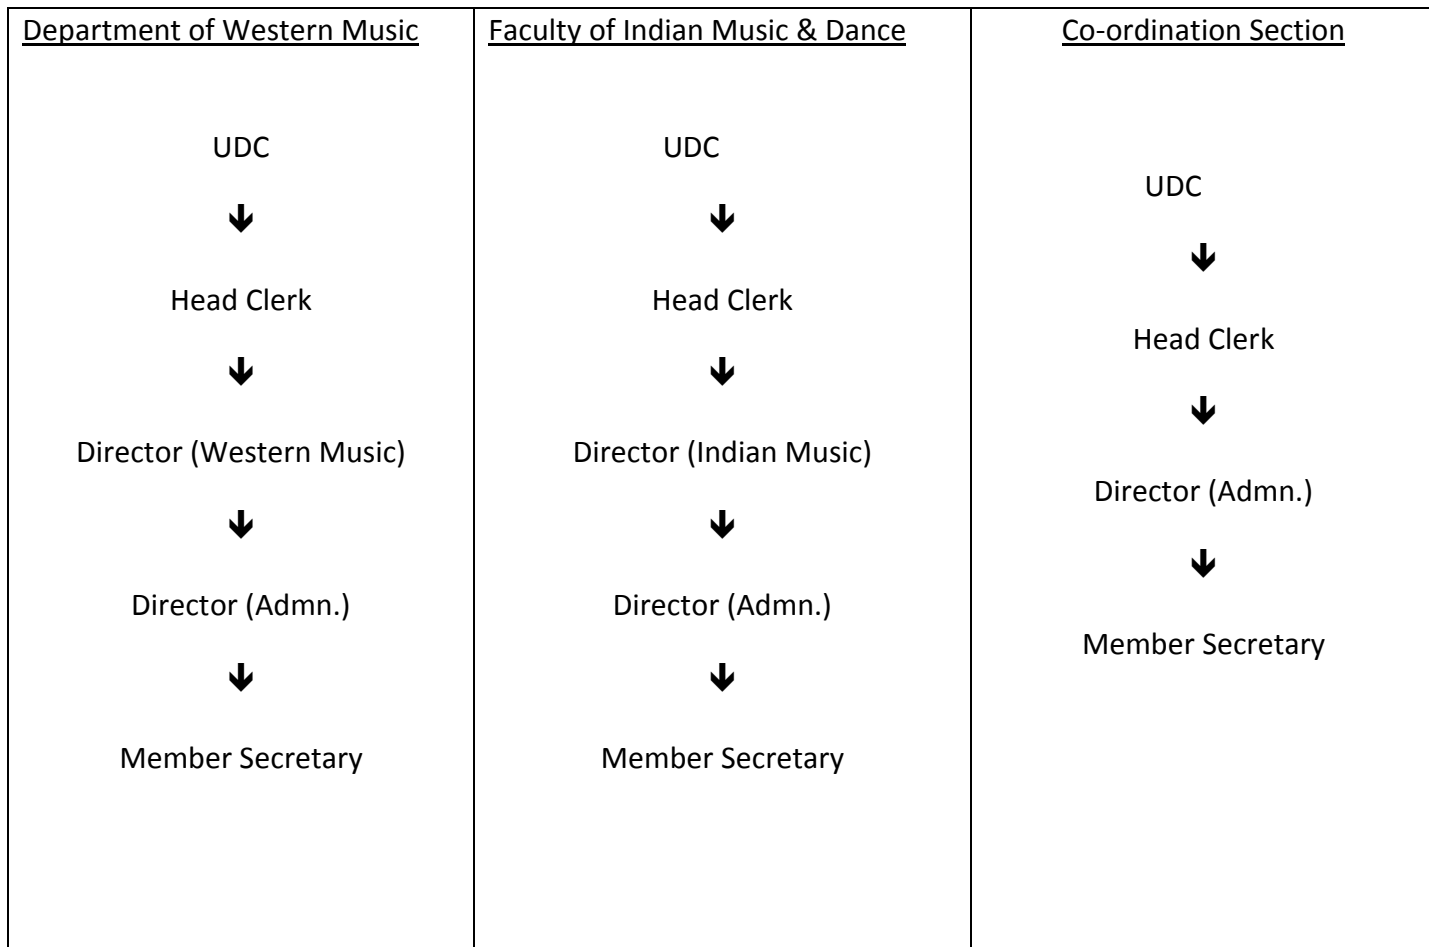 Department of Western Music
UDC
🡻
Head Clerk
🡻
Director (Western Music)
🡻
Director (Admn.)
🡻
Member Secretary
Faculty of Indian Music & Dance
UDC
🡻
Head Clerk
🡻
Director (Indian Music)
🡻
Director (Admn.)
🡻
Member Secretary
Co-ordination Section
UDC
🡻
Head Clerk
🡻
Director (Admn.)
🡻
Member Secretary